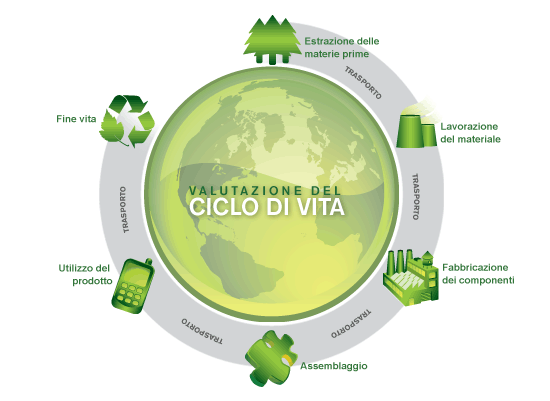 Estrazione delle
materie prime
TRASPORTO
Lavorazione
del materiale
TRASPORTO
Fabbricazione
dei componenti
TRASPORTO
Assemblaggio
TRASPORTO
Utilizzo del
prodotto
TRASPORTO
Fine vita
VALUTAZIONE DEL
CICLO DI VITA